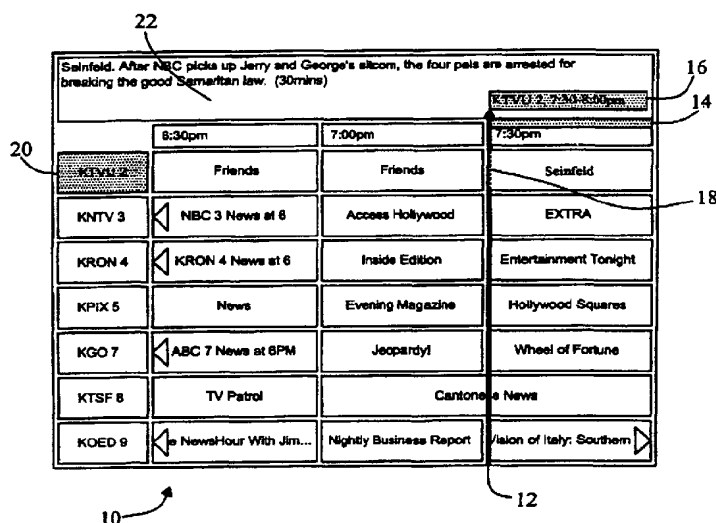 22
Seinfeld. After NBC picks up Jerry and George's sitcom, the four pals are arrested for
breaking the good Samaritan law. (30mins)
KTVU 2, 7:30-8:00pm
16
14
6:30pm 7:00pm 7:30pm
20
KTVU 2 Friends Friends Seinfeld
18
KNTV 3 NBC 3 News at 6 Access Hollywood EXTRA
KRON 4 KRON 4 News at 6 Inside Edition Entertainment Tonight
KPIX 5 News Evening Magazine Hollywood Squares
KGO 7 ABC 7 News at 6PM Jeopardy! Wheel of Fortune
KTSF 8 TV Patrol Cantonese News
KQED 9 e NewsHour With Jim... Nightly Business Report Vision of Italy: Southern
10
12